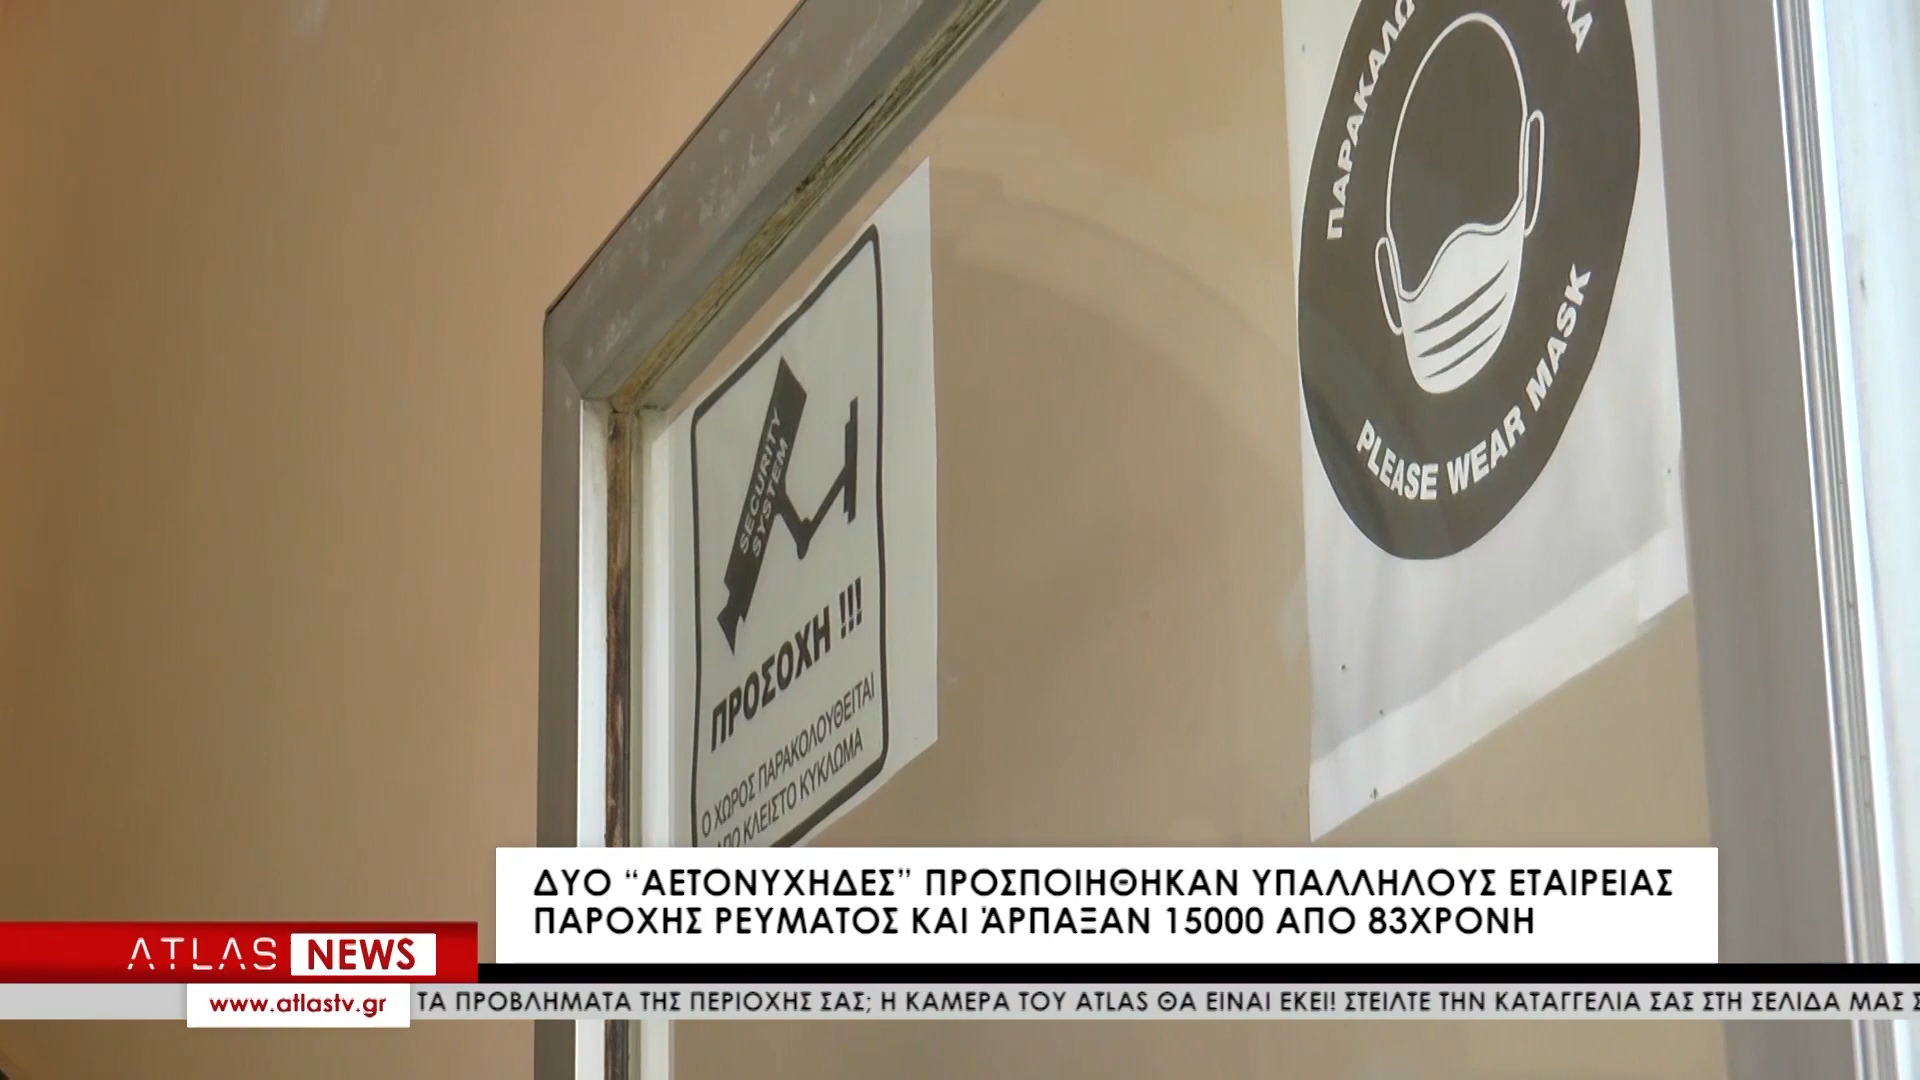 ΠΑΡΑΚΑΛΩ
PLEASE WEAR MASK
SECURITY
SYSTEM
ΠΡΟΣΟΧΗ !!!
Ο ΧΩΡΟΣ ΠΑΡΑΚΟΛΟΥΘΕΙΤΑΙ
ΑΠΟ ΚΛΕΙΣΤΟ ΚΥΚΛΩΜΑ
ΔΥΟ “ΑΕΤΟΝΥΧΗΔΕΣ” ΠΡΟΣΠΟΙΗΘΗΚΑΝ ΥΠΑΛΛΗΛΟΥΣ ΕΤΑΙΡΕΙΑΣ
ΠΑΡΟΧΗΣ ΡΕΥΜΑΤΟΣ ΚΑΙ ΆΡΠΑΞΑΝ 15000 ΑΠΟ 83ΧΡΟΝΗ
ATLAS NEWS
www.atlastv.gr
ΤΑ ΠΡΟΒΛΗΜΑΤΑ ΤΗΣ ΠΕΡΙΟΧΗΣ ΣΑΣ; Η ΚΑΜΕΡΑ ΤΟΥ ATLAS ΘΑ ΕΙΝΑΙ ΕΚΕΙ! ΣΤΕΙΛΤΕ ΤΗΝ ΚΑΤΑΓΓΕΛΙΑ ΣΑΣ ΣΤΗ ΣΕΛΙΔΑ ΜΑΣ